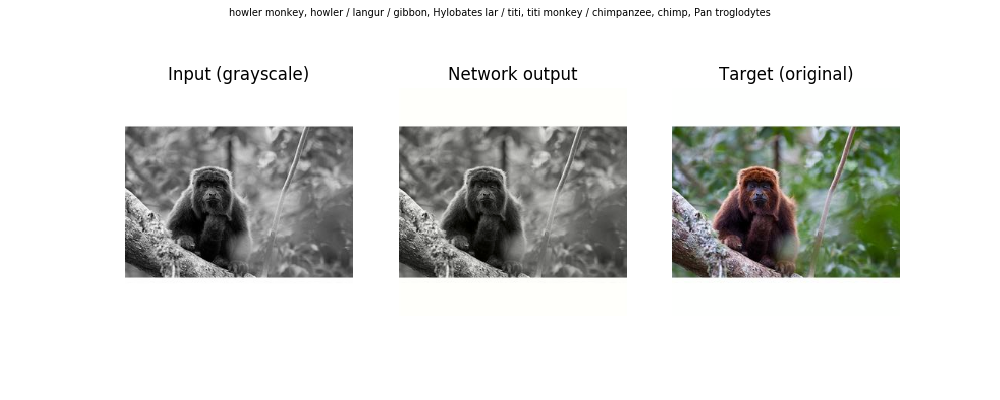 howler monkey, howler / langur / gibbon, Hylobates lar / titi, titi monkey / chimpanzee, chimp, Pan troglodytes
Input (grayscale)
Network output
Target (original)